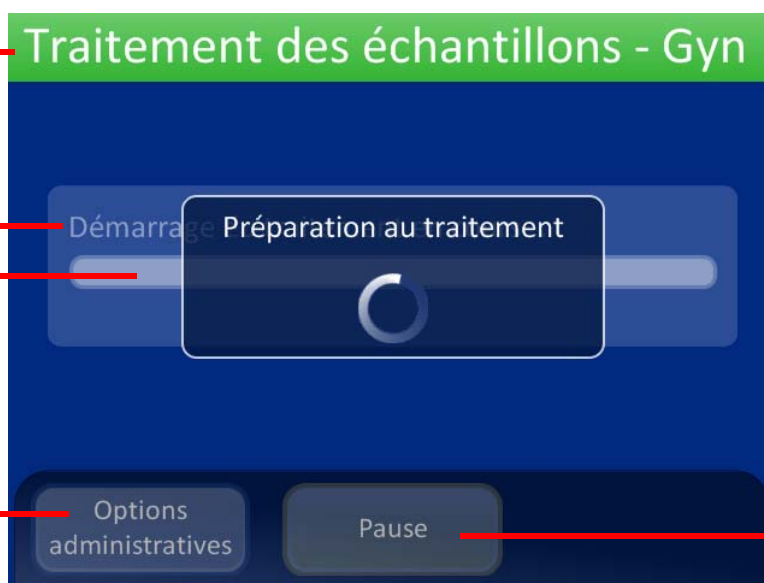 Traitement des échantillons - Gyn
Démarrage
Préparation au traitement
Options
administratives
Pause